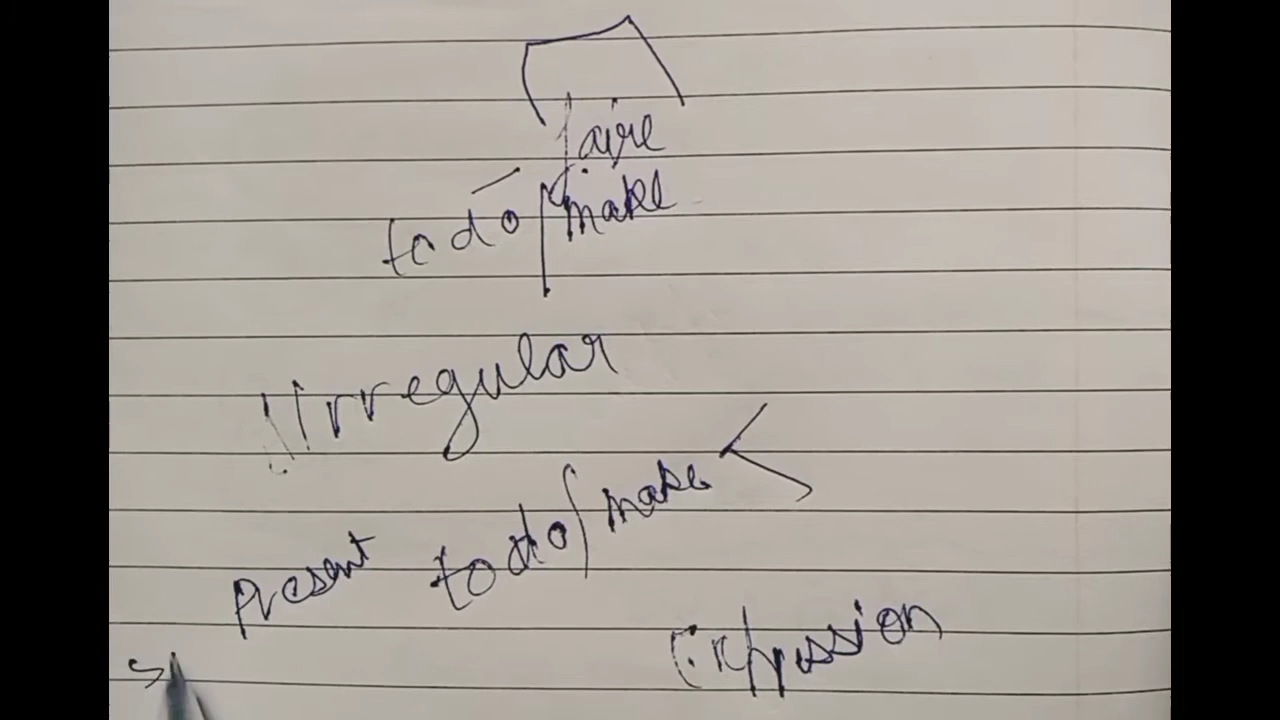 faire
to do/make
Irregular
to do/make
Present
Expression